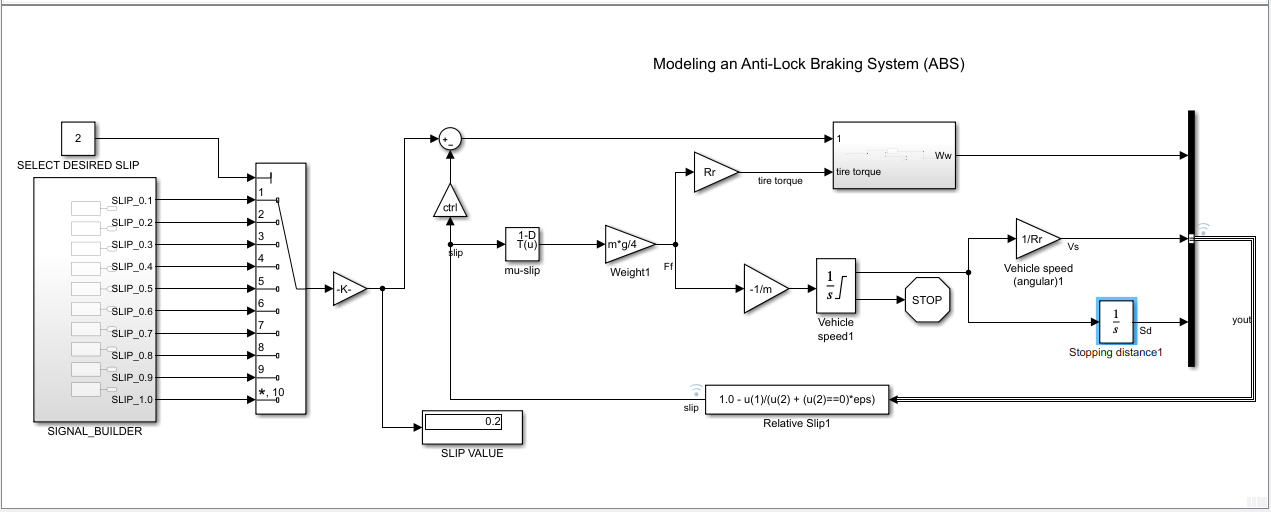 Modeling an Anti-Lock Braking System (ABS)
2
SELECT DESIRED SLIP
SLIP_0.1
SLIP_0.2
SLIP_0.3
SLIP_0.4
SLIP_0.5
SLIP_0.6
SLIP_0.7
SLIP_0.8
SLIP_0.9
SLIP_1.0
SIGNAL_BUILDER
1
2
3
4
5
6
7
8
9
*, 10
-K-
0.2
SLIP VALUE
+
−
ctrl
slip
1-D
T(u)
mu-slip
m*g/4
Weight1
Ff
Rr
tire torque
1
tire torque
Ww
-1/m
1
s
Vehicle
speed1
STOP
1/Rr
Vs
Vehicle speed
(angular)1
1
s
Sd
Stopping distance1
yout
1.0 - u(1)/(u(2) + (u(2)==0)*eps)
Relative Slip1
slip